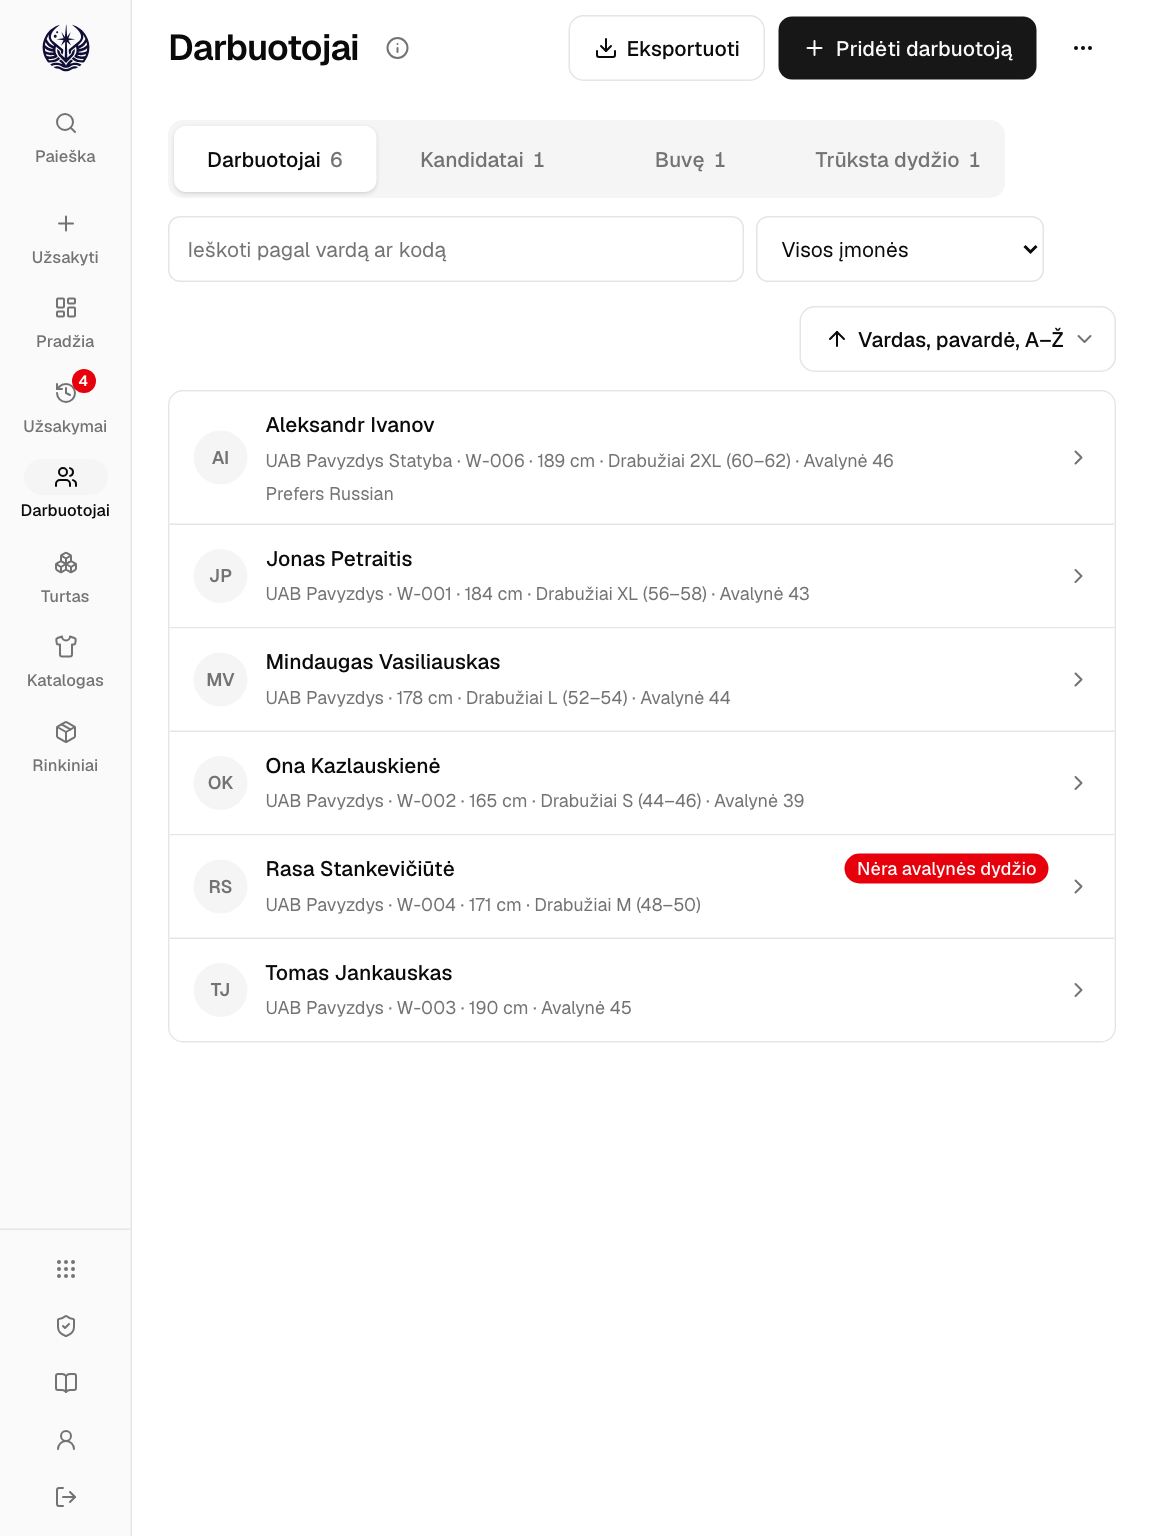 Darbuotojai
Eksportuoti
Pridėti darbuotoją
Paieška
Užsakyti
Pradžia
4
Užsakymai
Darbuotojai
Turtas
Katalogas
Rinkiniai
Darbuotojai 6
Kandidatai 1
Buvę 1
Trūksta dydžio 1
Ieškoti pagal vardą ar kodą
Visos įmonės
Vardas, pavardė, A–Ž
AI
Aleksandr Ivanov
UAB Pavyzdys Statyba · W-006 · 189 cm · Drabužiai 2XL (60–62) · Avalynė 46
Prefers Russian
JP
Jonas Petraitis
UAB Pavyzdys · W-001 · 184 cm · Drabužiai XL (56–58) · Avalynė 43
MV
Mindaugas Vasiliauskas
UAB Pavyzdys · 178 cm · Drabužiai L (52–54) · Avalynė 44
OK
Ona Kazlauskienė
UAB Pavyzdys · W-002 · 165 cm · Drabužiai S (44–46) · Avalynė 39
RS
Rasa Stankevičiūtė
Nėra avalynės dydžio
UAB Pavyzdys · W-004 · 171 cm · Drabužiai M (48–50)
TJ
Tomas Jankauskas
UAB Pavyzdys · W-003 · 190 cm · Avalynė 45